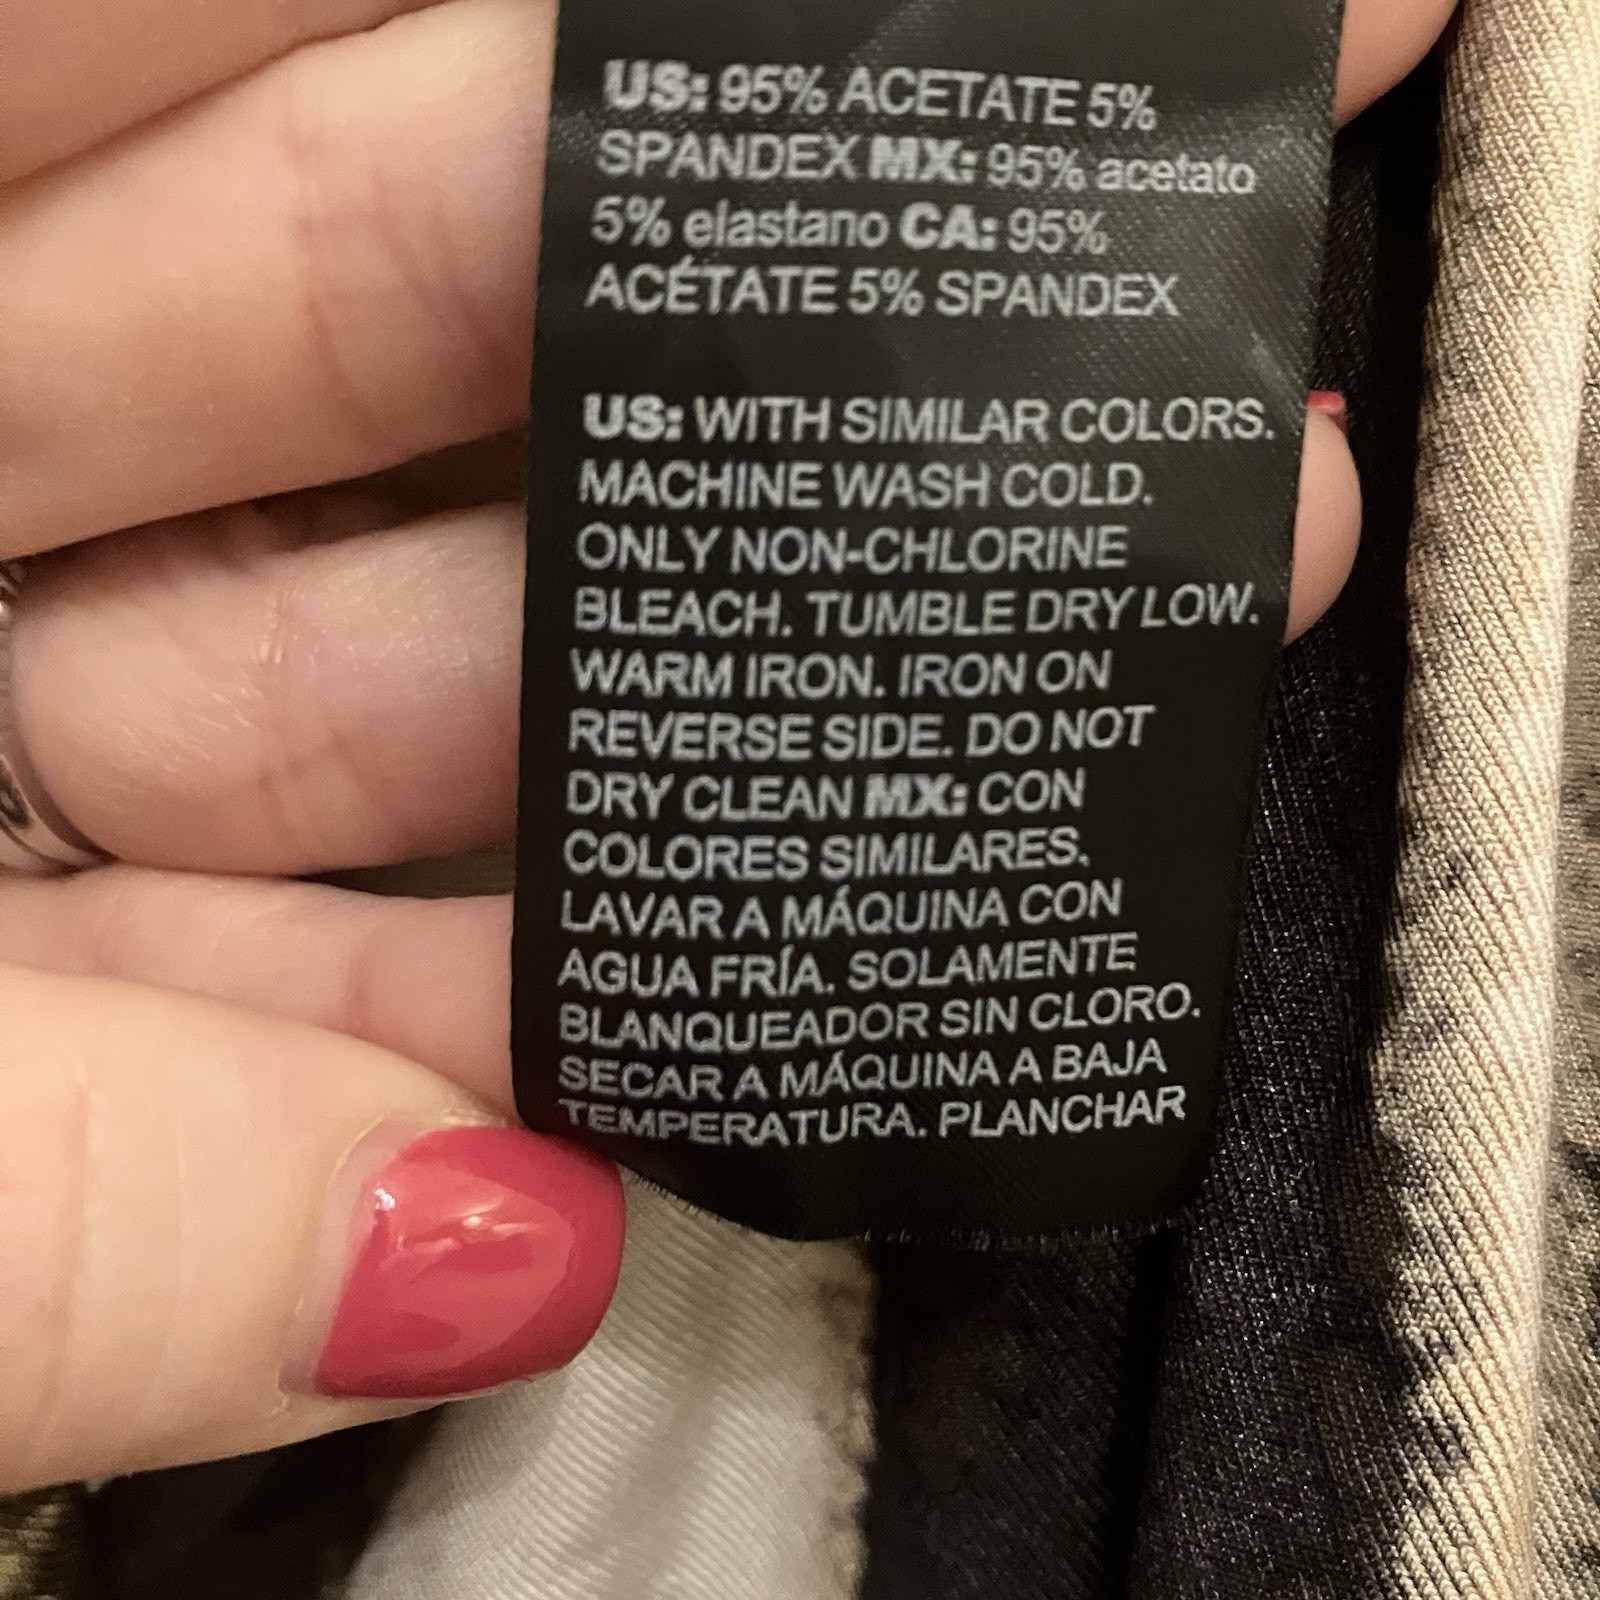 US: 95% ACETATE 5%
SPANDEX MX: 95% acetato
5% elastano CA: 95%
ACÉTATE 5% SPANDEX
US: WITH SIMILAR COLORS.
MACHINE WASH COLD.
ONLY NON-CHLORINE
BLEACH. TUMBLE DRY LOW.
WARM IRON. IRON ON
REVERSE SIDE. DO NOT
DRY CLEAN MX: CON
COLORES SIMILARES.
LAVAR A MÁQUINA CON
AGUA FRÍA. SOLAMENTE
BLANQUEADOR SIN CLORO.
SECAR A MÁQUINA A BAJA
TEMPERATURA. PLANCHAR